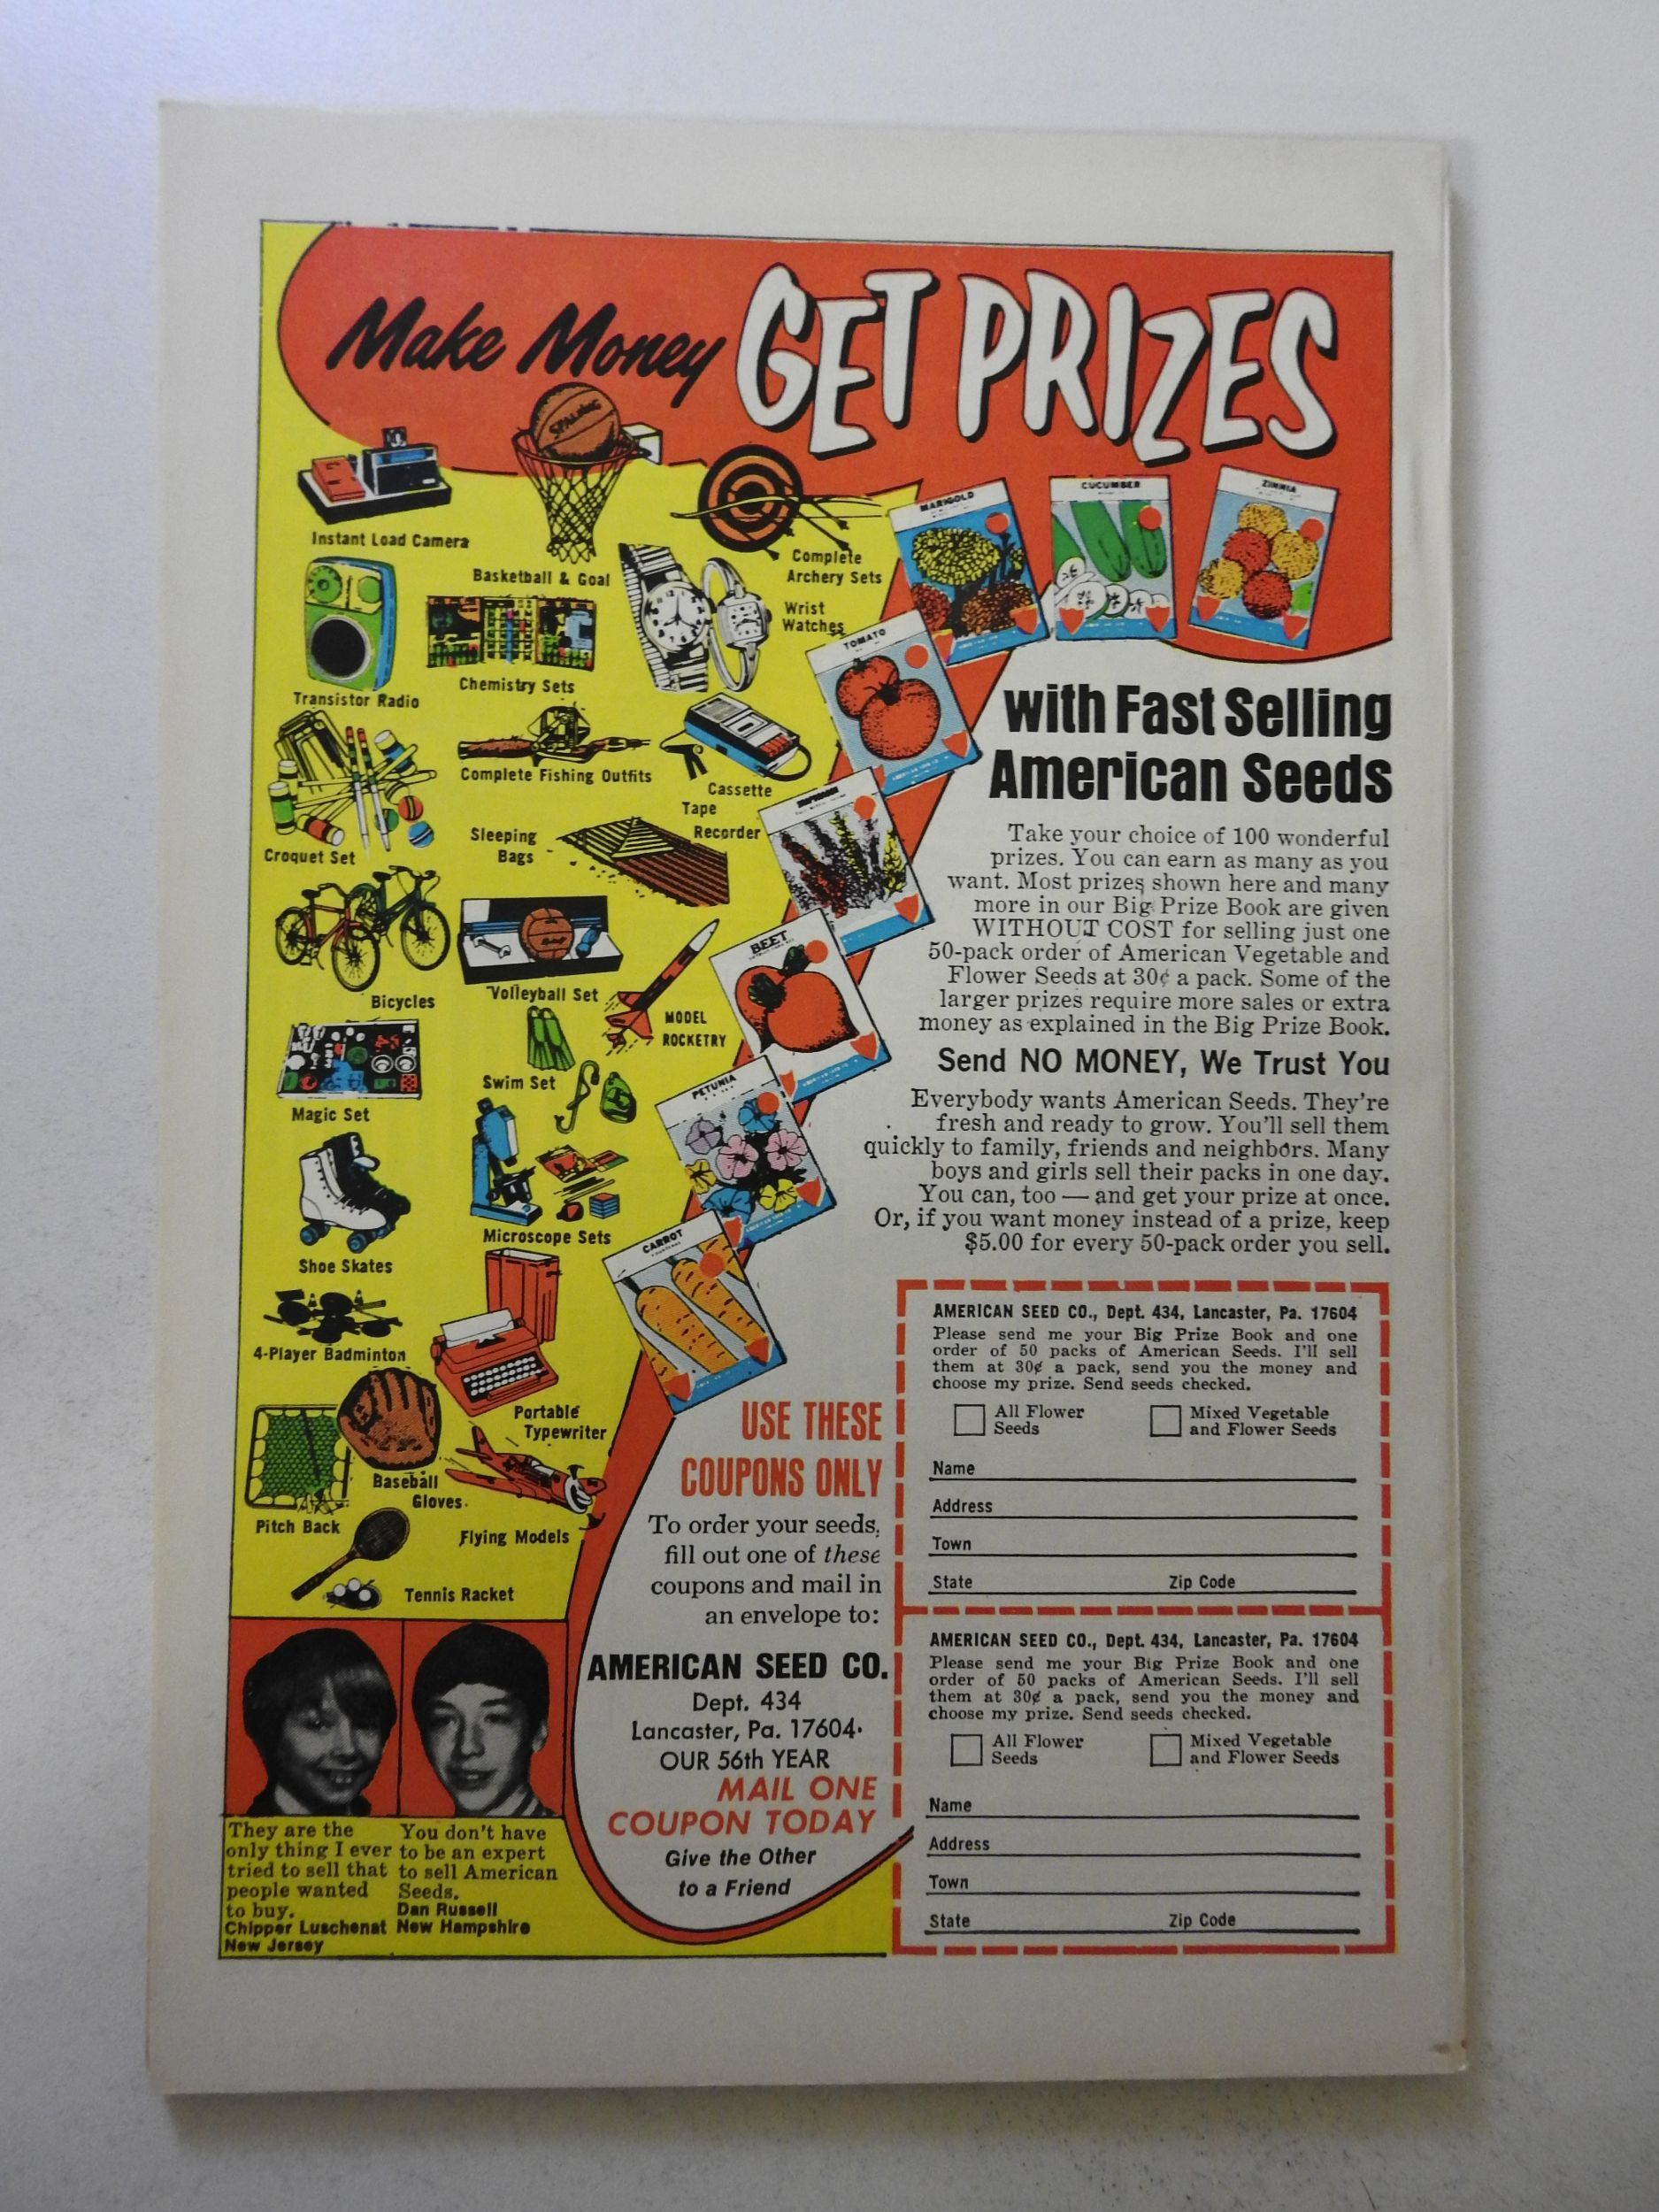 Make Money GET PRIZES
SPALDING
Instant Load Camera
Basketball & Goal
Complete
Archery Sets
Wrist
Watches
Transistor Radio
Chemistry Sets
Complete Fishing Outfits
Cassette
Tape
Recorder
Croquet Set
Sleeping
Bags
Bicycles
Volleyball Set
MODEL
ROCKETRY
Magic Set
Swim Set
Shoe Skates
Microscope Sets
4-Player Badminton
Portable
Typewriter
Baseball
Gloves
Pitch Back
Flying Models
Tennis Racket
MARIGOLD
CUCUMBER
ZINNIA
TOMATO
BEET
PETUNIA
CARROT
with Fast Selling
American Seeds
Take your choice of 100 wonderful
prizes. You can earn as many as you
want. Most prizes shown here and many
more in our Big Prize Book are given
WITHOUT COST for selling just one
50-pack order of American Vegetable and
Flower Seeds at 30¢ a pack. Some of the
larger prizes require more sales or extra
money as explained in the Big Prize Book.
Send NO MONEY, We Trust You
Everybody wants American Seeds. They're
fresh and ready to grow. You'll sell them
quickly to family, friends and neighbors. Many
boys and girls sell their packs in one day.
You can, too — and get your prize at once.
Or, if you want money instead of a prize, keep
$5.00 for every 50-pack order you sell.
USE THESE
COUPONS ONLY
To order your seeds,
fill out one of these
coupons and mail in
an envelope to:
AMERICAN SEED CO.
Dept. 434
Lancaster, Pa. 17604
OUR 56th YEAR
MAIL ONE
COUPON TODAY
Give the Other
to a Friend
AMERICAN SEED CO., Dept. 434, Lancaster, Pa. 17604
Please send me your Big Prize Book and one
order of 50 packs of American Seeds. I'll sell
them at 30¢ a pack, send you the money and
choose my prize. Send seeds checked.
All Flower
Seeds
Mixed Vegetable
and Flower Seeds
Name
Address
Town
State Zip Code
AMERICAN SEED CO., Dept. 434, Lancaster, Pa. 17604
Please send me your Big Prize Book and one
order of 50 packs of American Seeds. I'll sell
them at 30¢ a pack, send you the money and
choose my prize. Send seeds checked.
All Flower
Seeds
Mixed Vegetable
and Flower Seeds
Name
Address
Town
State Zip Code
They are the
only thing I ever
tried to sell that
people wanted
to buy.
Chipper Luschenat
New Jersey
You don't have
to be an expert
to sell American
Seeds.
Dan Russell
New Hampshire